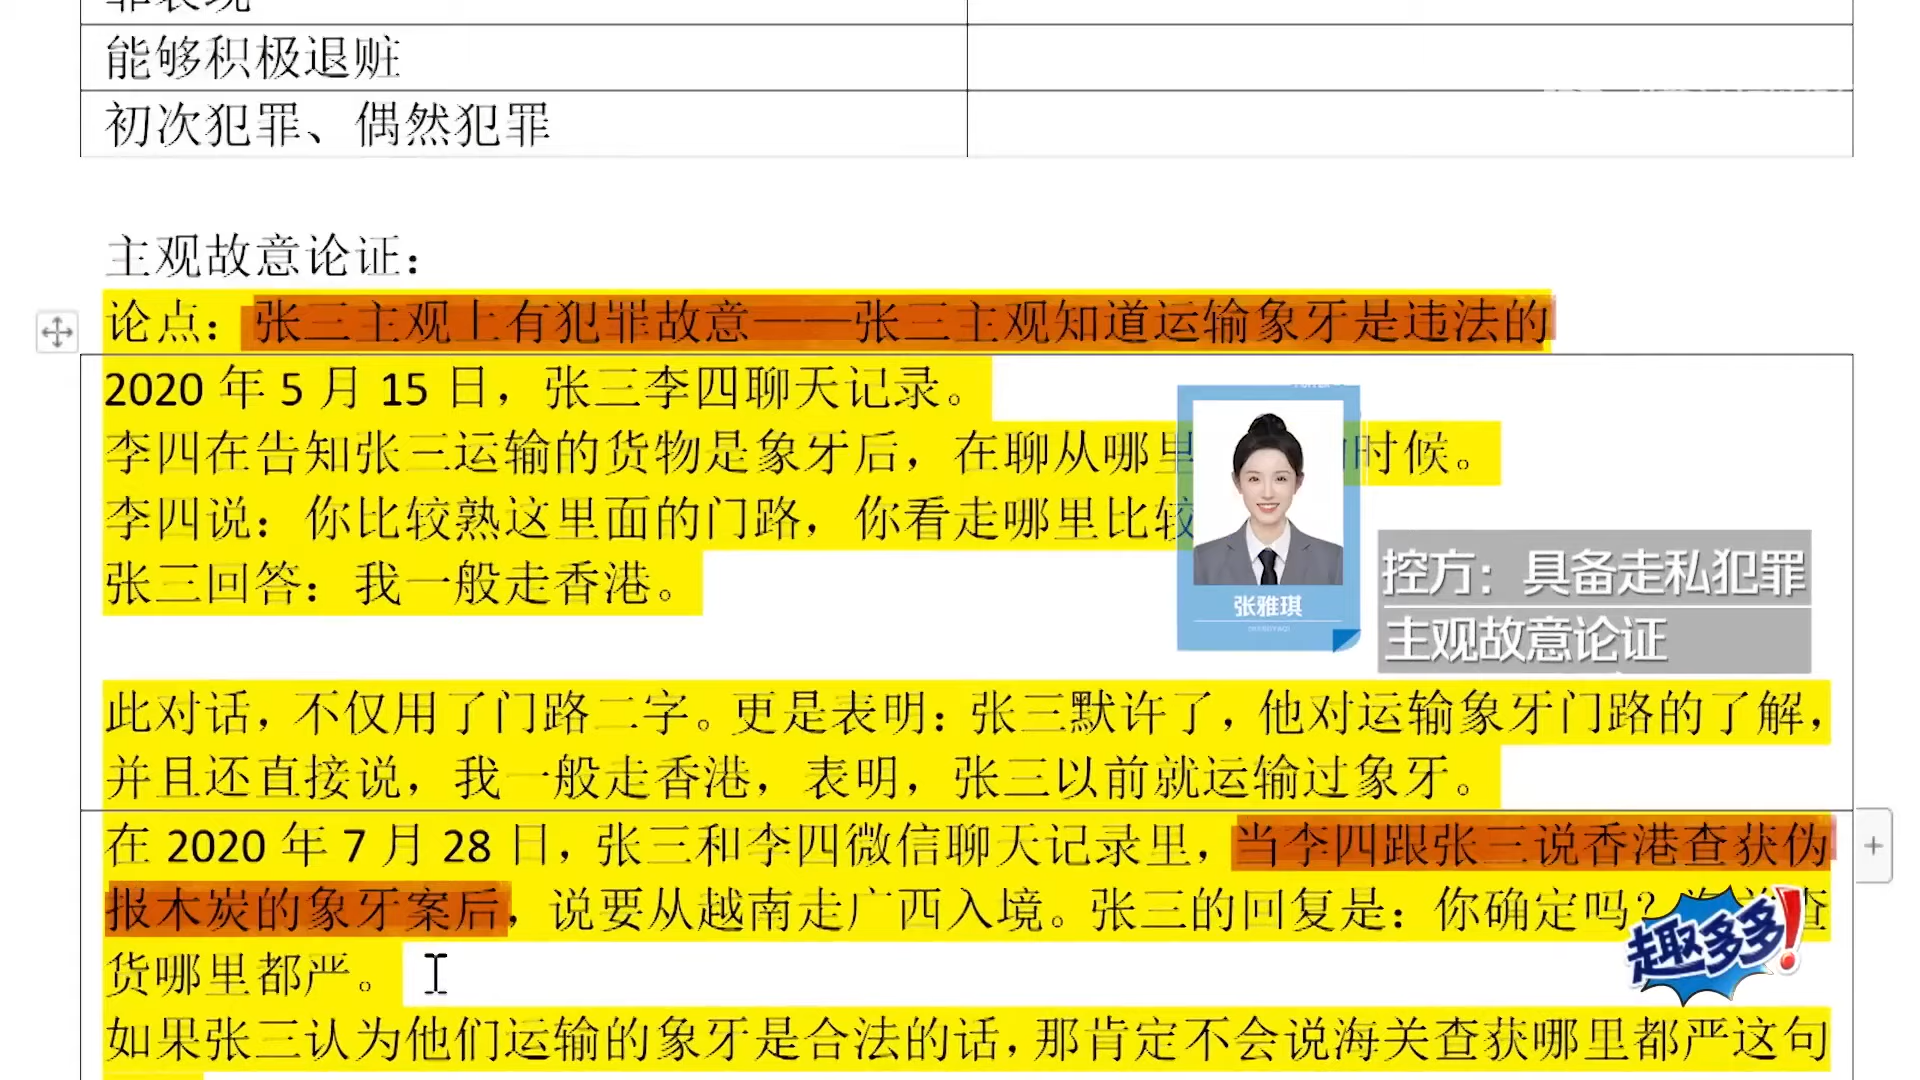 能够积极退赃
初次犯罪、偶然犯罪
主观故意论证：
论点：张三主观上有犯罪故意——张三主观知道运输象牙是违法的
2020 年 5 月 15 日，张三李四聊天记录。
李四在告知张三运输的货物是象牙后，在聊从哪里
时候。
李四说：你比较熟这里面的门路，你看走哪里比较
张三回答：我一般走香港。
张雅琪
控方：具备走私犯罪
主观故意论证
此对话，不仅用了门路二字。更是表明：张三默许了，他对运输象牙门路的了解，
并且还直接说，我一般走香港，表明，张三以前就运输过象牙。
在 2020 年 7 月 28 日，张三和李四微信聊天记录里，当李四跟张三说香港查获伪
报木炭的象牙案后，说要从越南走广西入境。张三的回复是：你确定吗？
查
货哪里都严。
趣多多！
如果张三认为他们运输的象牙是合法的话，那肯定不会说海关查获哪里都严这句